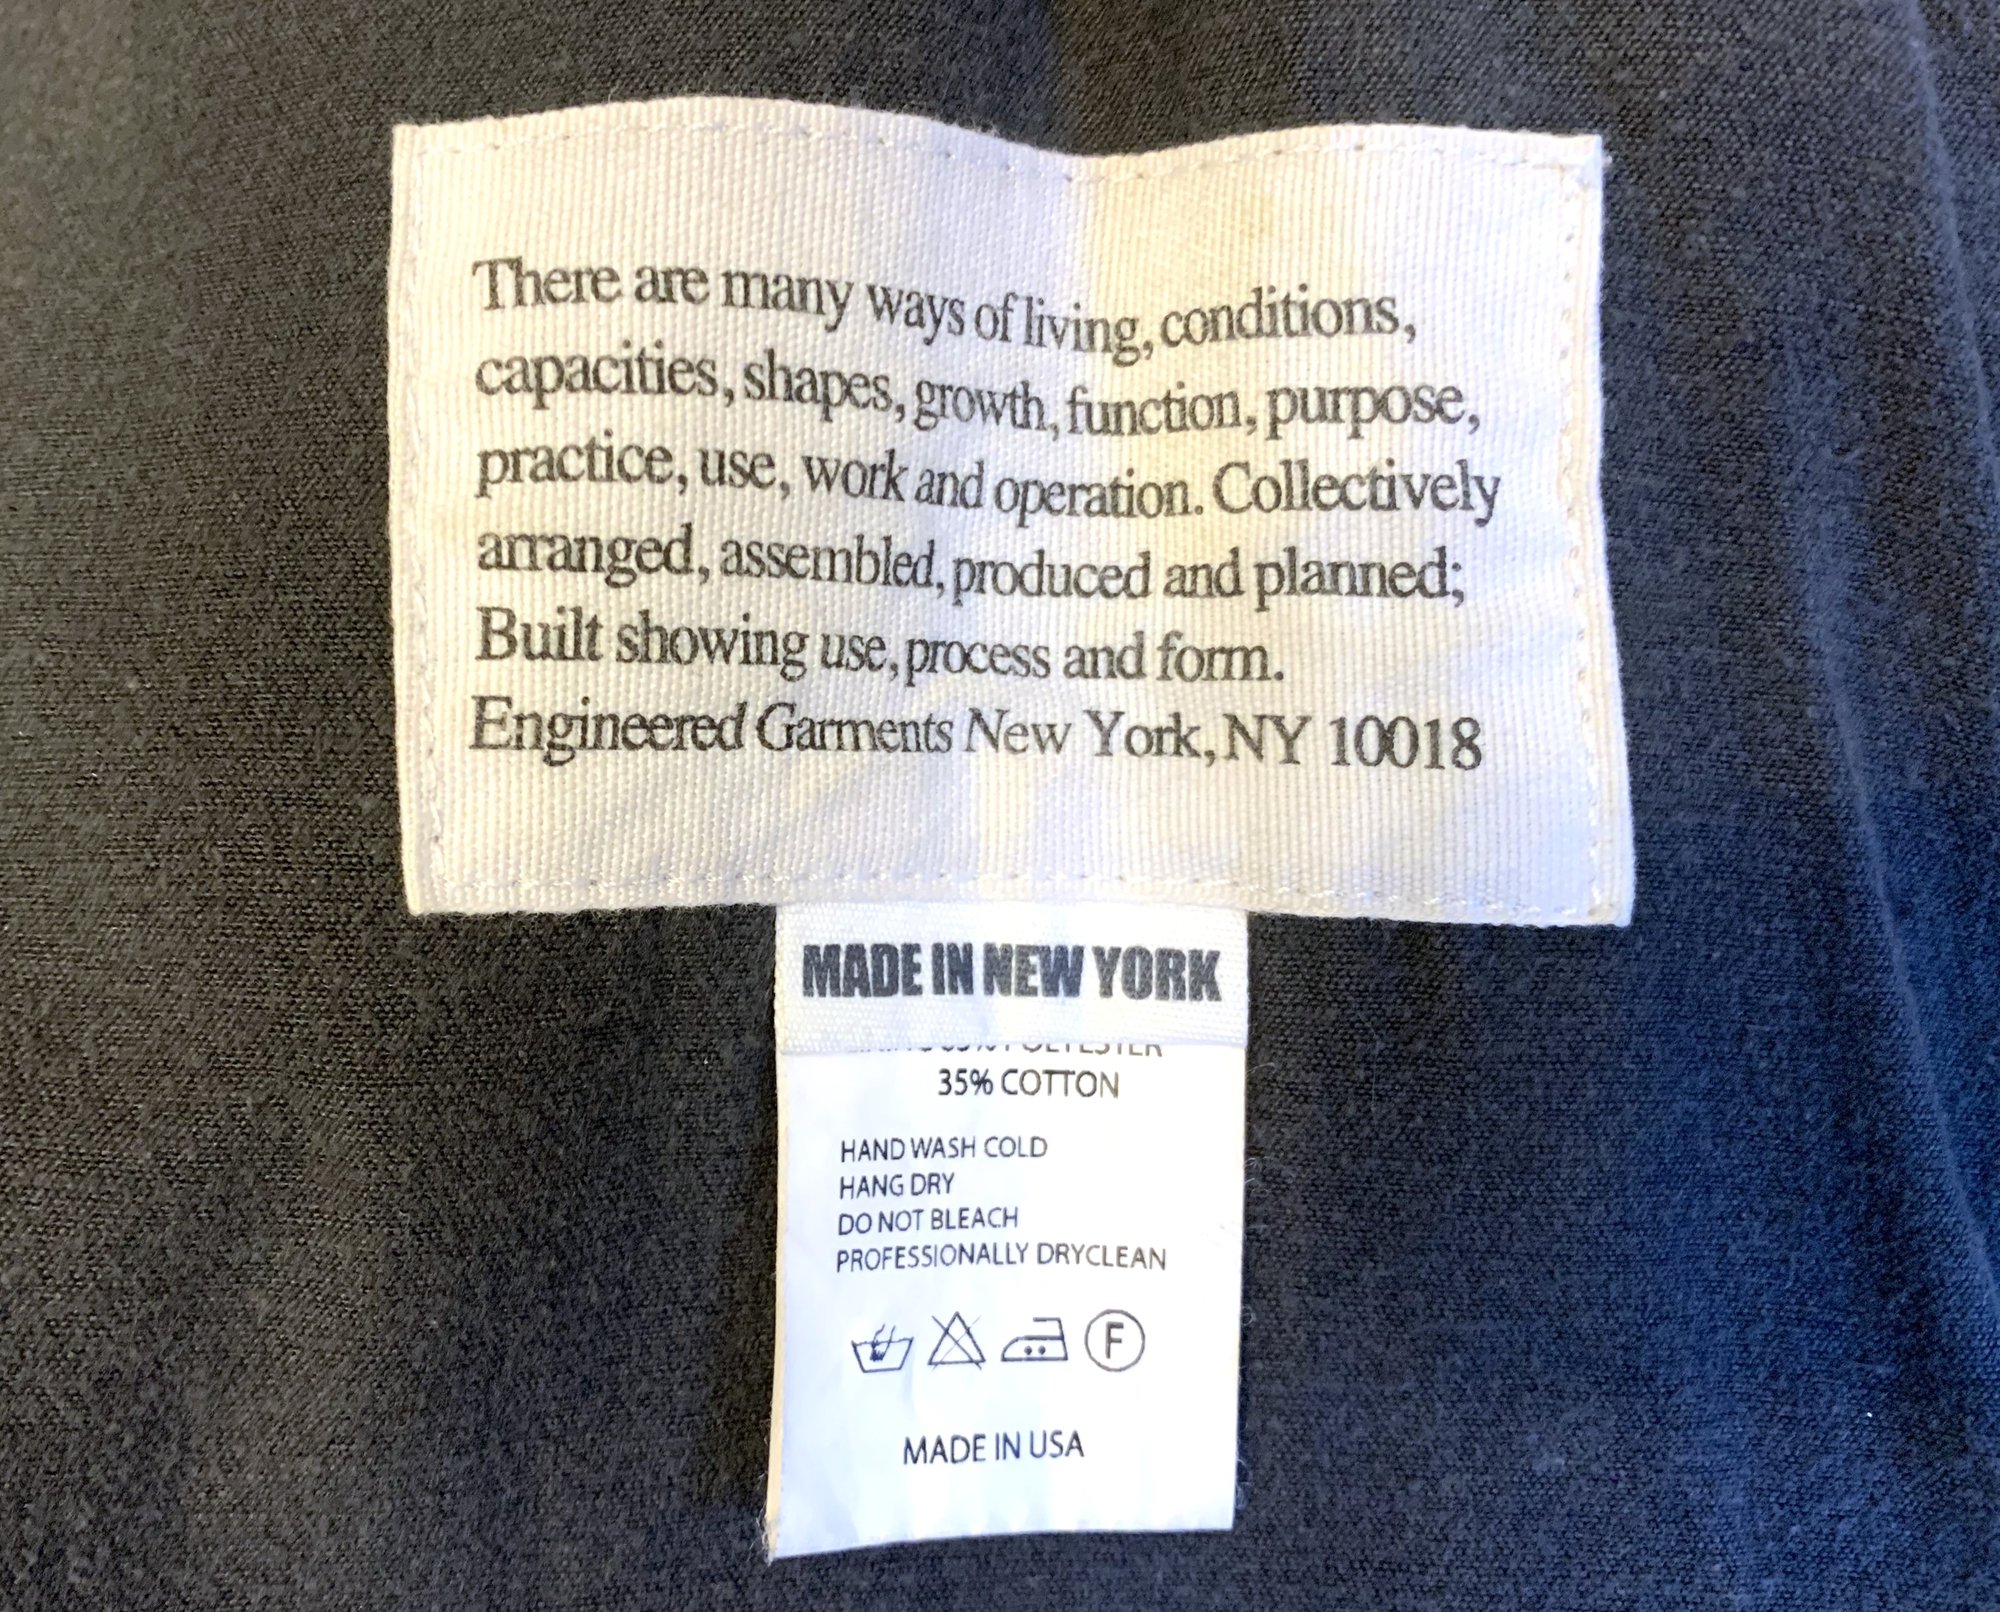 There are many ways of living, conditions,
capacities, shapes, growth, function, purpose,
practice, use, work and operation. Collectively
arranged, assembled, produced and planned;
Built showing use, process and form.
Engineered Garments New York, NY 10018
MADE IN NEW YORK
POLYESTER
35% COTTON
HAND WASH COLD
HANG DRY
DO NOT BLEACH
PROFESSIONALLY DRYCLEAN
F
MADE IN USA